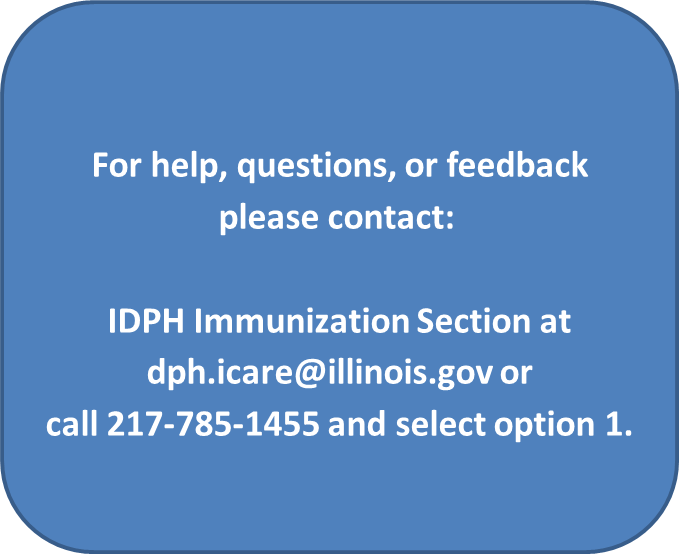 For help, questions, or feedback
please contact:
IDPH Immunization Section at
dph.icare@illinois.gov or
call 217-785-1455 and select option 1.